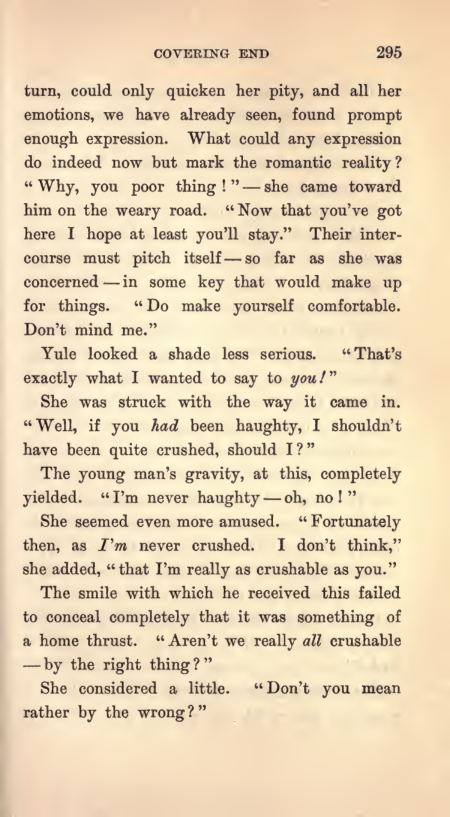 COVERING END 295
turn, could only quicken her pity, and all her
emotions, we have already seen, found prompt
enough expression. What could any expression
do indeed now but mark the romantic reality?
“Why, you poor thing!”—she came toward
him on the weary road. “Now that you've got
here I hope at least you'll stay.” Their inter-
course must pitch itself—so far as she was
concerned—in some key that would make up
for things. “Do make yourself comfortable.
Don't mind me.”
Yule looked a shade less serious. “That's
exactly what I wanted to say to you!”
She was struck with the way it came in.
“Well, if you had been haughty, I shouldn't
have been quite crushed, should I?”
The young man's gravity, at this, completely
yielded. “I'm never haughty—oh, no!”
She seemed even more amused. “Fortunately
then, as I'm never crushed. I don't think,”
she added, “that I'm really as crushable as you.”
The smile with which he received this failed
to conceal completely that it was something of
a home thrust. “Aren't we really all crushable
—by the right thing?”
She considered a little. “Don't you mean
rather by the wrong?”